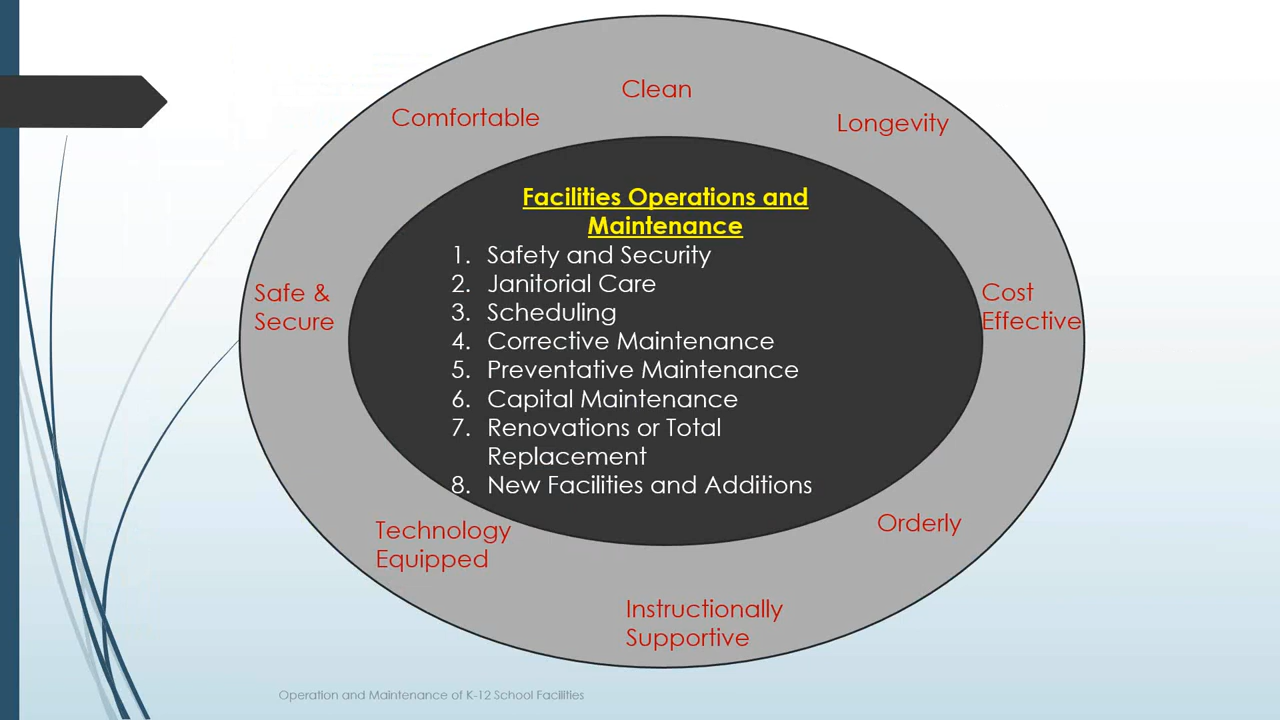 Clean
Comfortable
Longevity
Facilities Operations and
Maintenance
1. Safety and Security
2. Janitorial Care
3. Scheduling
4. Corrective Maintenance
5. Preventative Maintenance
6. Capital Maintenance
7. Renovations or Total
Replacement
8. New Facilities and Additions
Safe &
Secure
Cost
Effective
Technology
Equipped
Orderly
Instructionally
Supportive
Operation and Maintenance of K-12 School Facilities